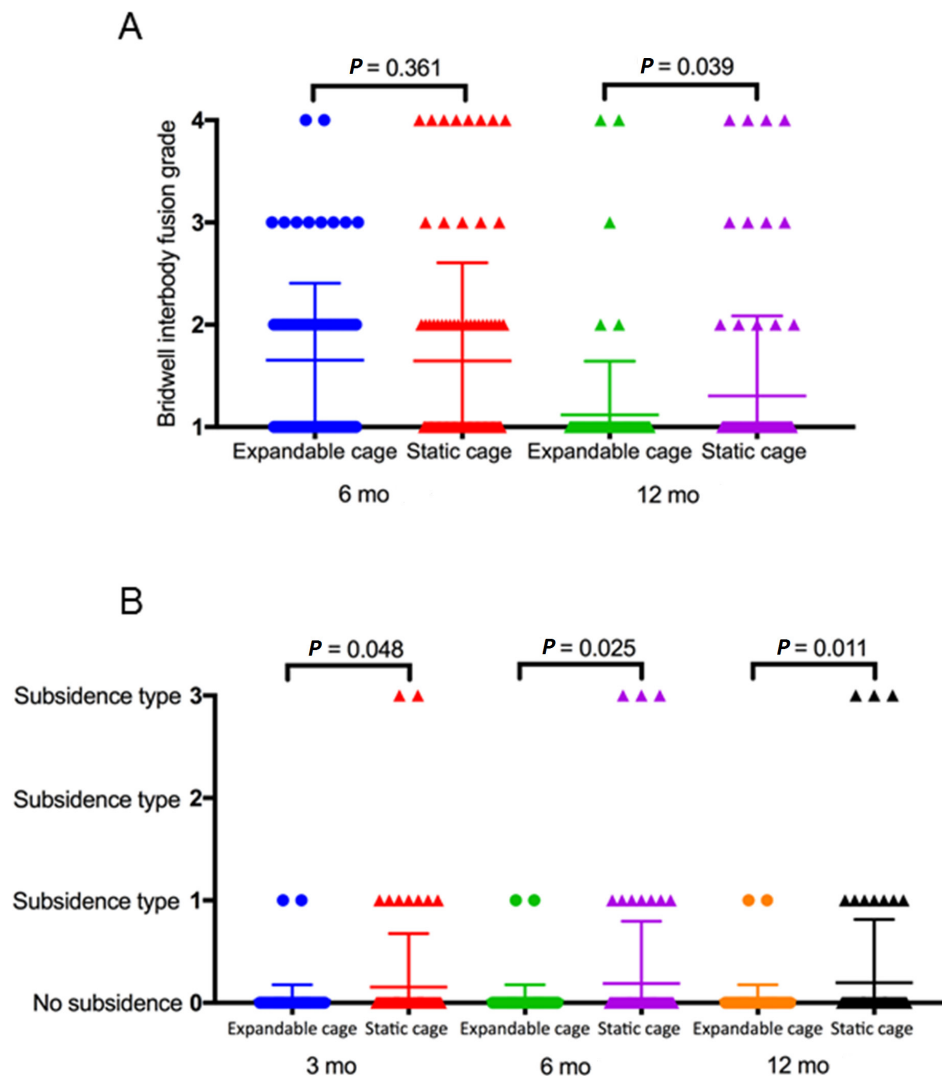 A
P = 0.361
P = 0.039
Bridwell interbody fusion grade
4
3
2
1
Expandable cage Static cage Expandable cage Static cage
6 mo 12 mo
B
P = 0.048
P = 0.025
P = 0.011
Subsidence type 3
Subsidence type 2
Subsidence type 1
No subsidence 0
Expandable cage Static cage Expandable cage Static cage Expandable cage Static cage
3 mo 6 mo 12 mo